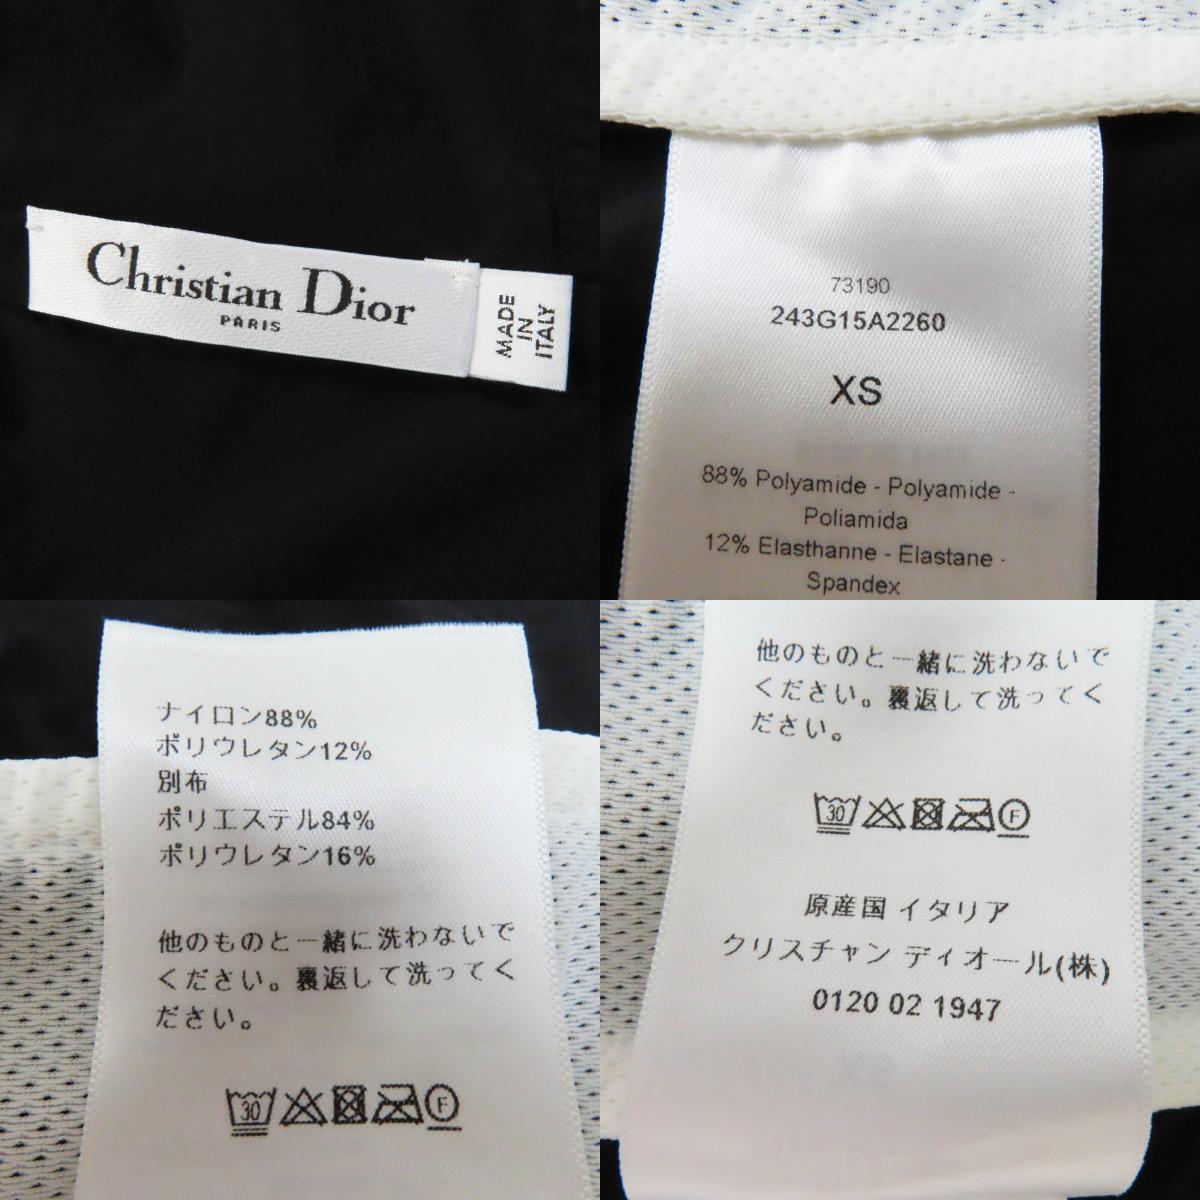 Christian Dior
PARIS
MADE
IN
ITALY
73190
243G15A2260
XS
88% Polyamide - Polyamide -
Poliamida
12% Elasthanne - Elastane -
Spandex
ナイロン88%
ポリウレタン12%
別布
ポリエステル84%
ポリウレタン16%
他のものと一緒に洗わないで
ください。裏返して洗ってく
ださい。
30 F
他のものと一緒に洗わないで
ください。裏返して洗ってく
ださい。
30 F
原産国 イタリア
クリスチャン ディオール(株)
0120 02 1947